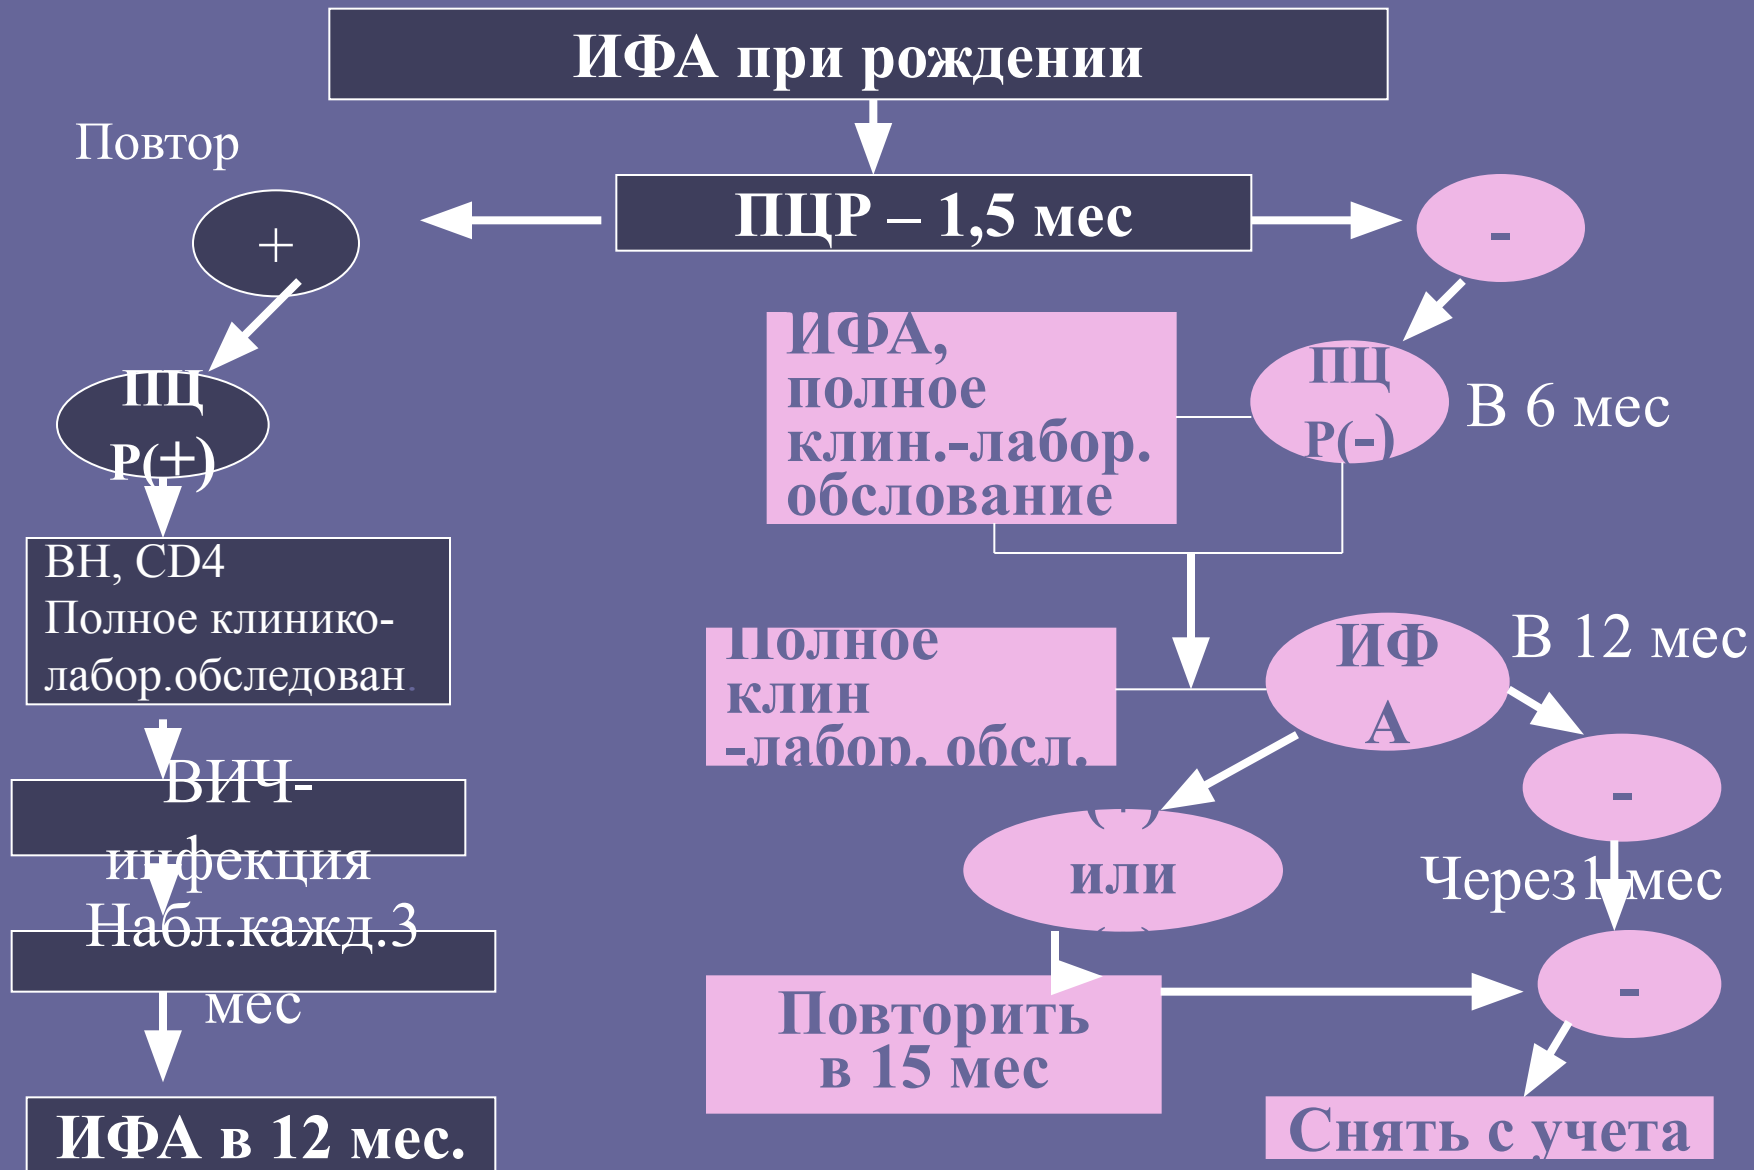 ИФА при рождении
Повтор
ПЦР – 1,5 мес
+
-
ИФА,
полное
клин.-лабор.
обслование
ПЦ
Р(-)
В 6 мес
ПЦ
Р(+)
ВН, CD4
Полное клинико-
лабор.обследован.
Полное
клин
-лабор. обсл.
ИФ
А
В 12 мес
-
ВИЧ-
инфекция
или
Через1 мес
Набл.кажд.3
мес
-
Повторить
в 15 мес
ИФА в 12 мес.
Снять с учета